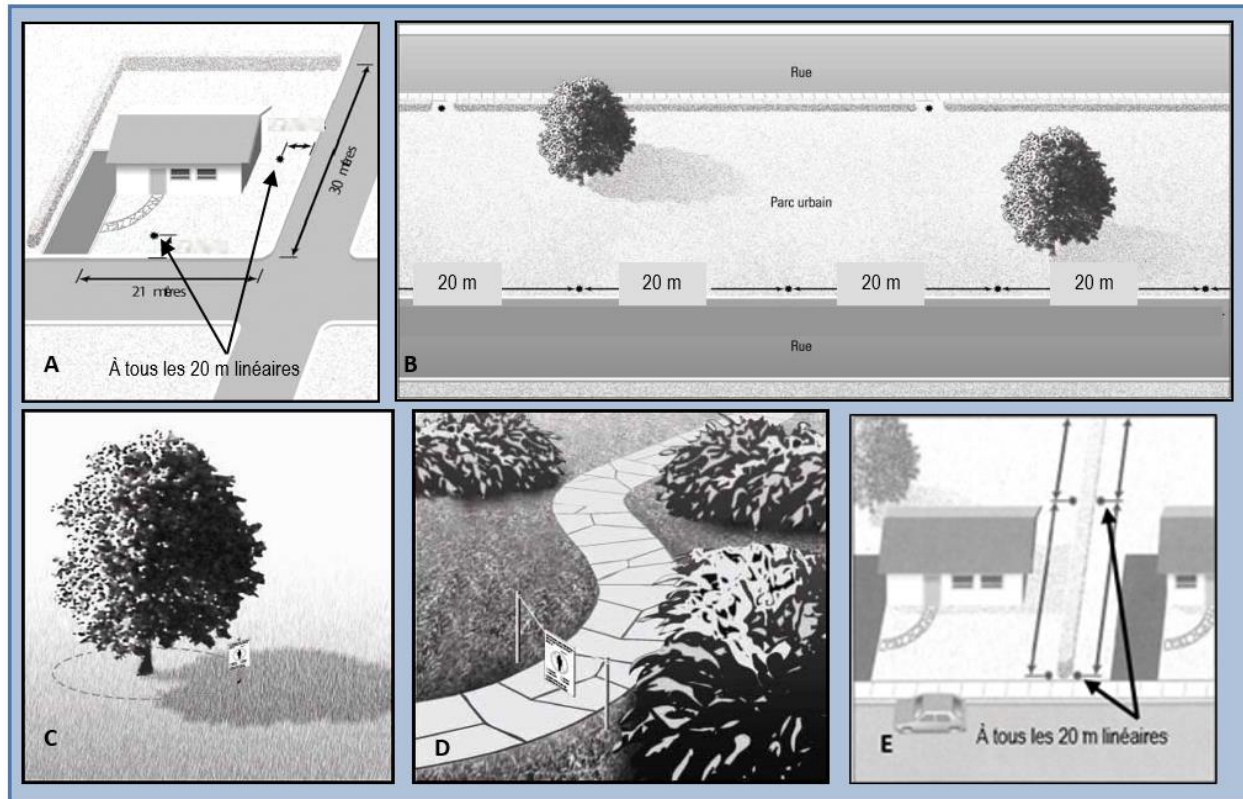 30 mètres
21 mètres
À tous les 20 m linéaires
A
Rue
Parc urbain
20 m
20 m
20 m
20 m
Rue
B
C
D
À tous les 20 m linéaires
E